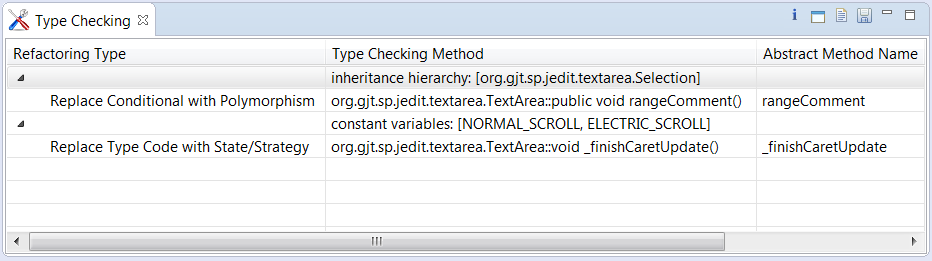 Type Checking
Refactoring Type Type Checking Method Abstract Method Name
inheritance hierarchy: [org.gjt.sp.jedit.textarea.Selection]
Replace Conditional with Polymorphism org.gjt.sp.jedit.textarea.TextArea::public void rangeComment() rangeComment
constant variables: [NORMAL_SCROLL, ELECTRIC_SCROLL]
Replace Type Code with State/Strategy org.gjt.sp.jedit.textarea.TextArea::void _finishCaretUpdate() _finishCaretUpdate